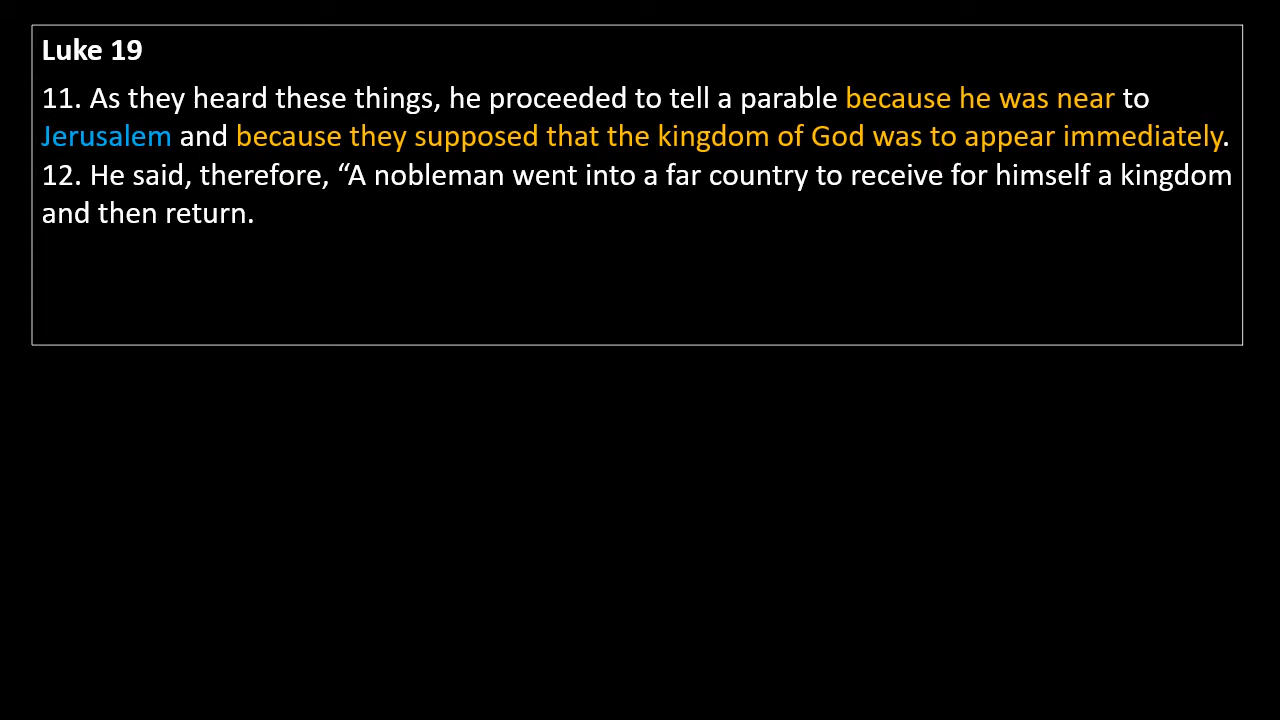 Luke 19
11. As they heard these things, he proceeded to tell a parable because he was near to
Jerusalem and because they supposed that the kingdom of God was to appear immediately.
12. He said, therefore, “A nobleman went into a far country to receive for himself a kingdom
and then return.